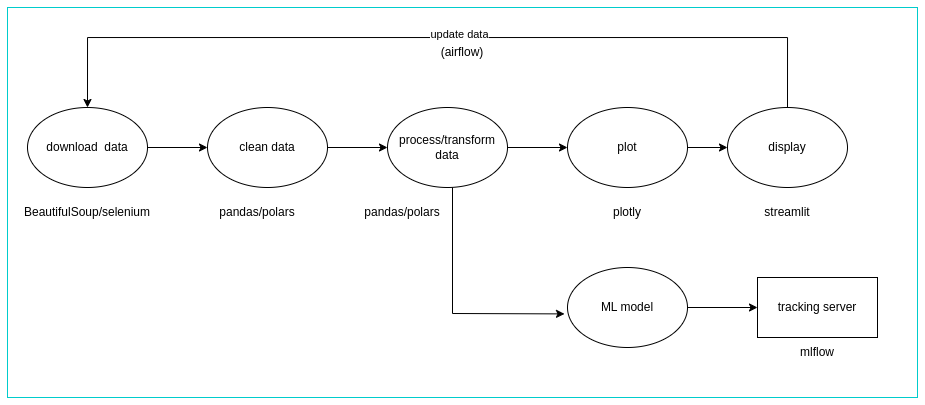 update data
(airflow)
download  data
clean data
process/transform
data
plot
display
BeautifulSoup/selenium
pandas/polars
pandas/polars
plotly
streamlit
ML model
tracking server
mlflow